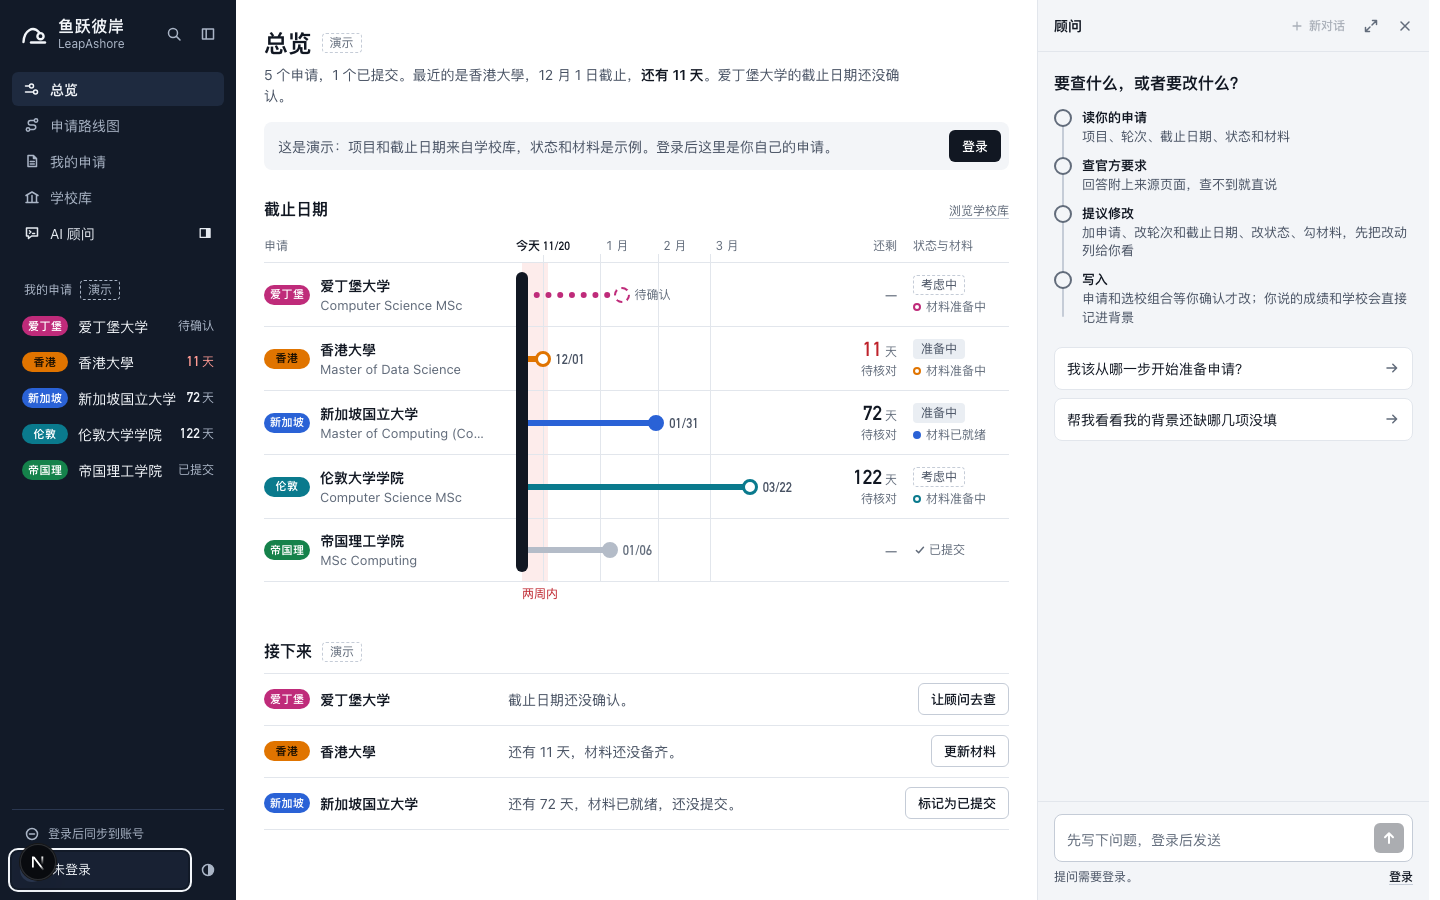 鱼跃彼岸
LeapAshore
总览
申请路线图
我的申请
学校库
AI 顾问
我的申请 演示
爱丁堡 爱丁堡大学 待确认
香港 香港大學 11 天
新加坡 新加坡国立大学 72 天
伦敦 伦敦大学学院 122 天
帝国理 帝国理工学院 已提交
登录后同步到账号
N 未登录
总览 演示
5 个申请，1 个已提交。最近的是香港大學，12 月 1 日截止，还有 11 天。爱丁堡大学的截止日期还没确
认。
这是演示：项目和截止日期来自学校库，状态和材料是示例。登录后这里是你自己的申请。 登录
截止日期 浏览学校库
申请 今天 11/20 1 月 2 月 3 月 还剩 状态与材料
爱丁堡 爱丁堡大学 待确认 — 考虑中
Computer Science MSc 材料准备中
香港 香港大學 12/01 11 天 准备中
Master of Data Science 待核对 材料准备中
新加坡 新加坡国立大学 01/31 72 天 准备中
Master of Computing (Co... 待核对 材料已就绪
伦敦 伦敦大学学院 03/22 122 天 考虑中
Computer Science MSc 待核对 材料准备中
帝国理 帝国理工学院 01/06 — 已提交
MSc Computing
两周内
接下来 演示
爱丁堡 爱丁堡大学 截止日期还没确认。 让顾问去查
香港 香港大學 还有 11 天，材料还没备齐。 更新材料
新加坡 新加坡国立大学 还有 72 天，材料已就绪，还没提交。 标记为已提交
顾问 + 新对话
要查什么，或者要改什么？
读你的申请
项目、轮次、截止日期、状态和材料
查官方要求
回答附上来源页面，查不到就直说
提议修改
加申请、改轮次和截止日期、改状态、勾材料，先把改动
列给你看
写入
申请和选校组合等你确认才改；你说的成绩和学校会直接
记进背景
我该从哪一步开始准备申请？
帮我看看我的背景还缺哪几项没填
先写下问题，登录后发送
提问需要登录。 登录